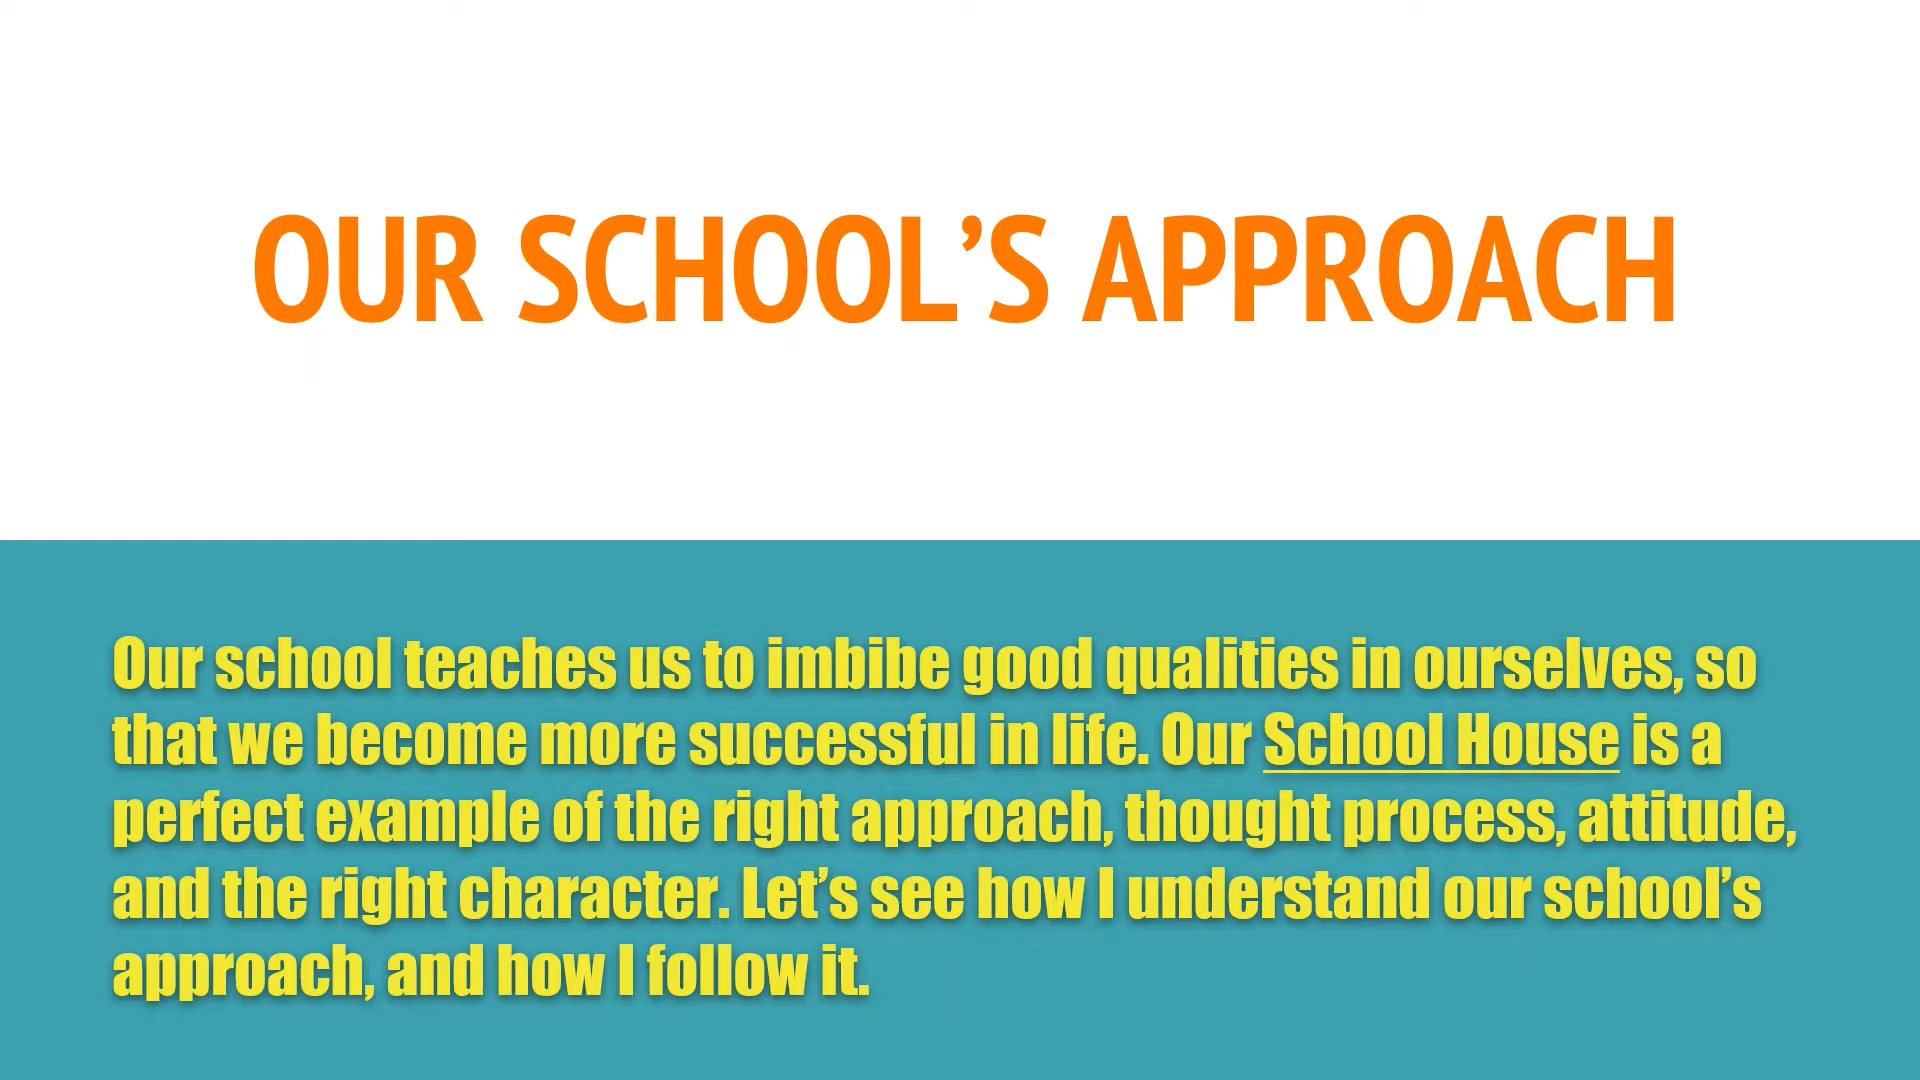 OUR SCHOOL’S APPROACH
Our school teaches us to imbibe good qualities in ourselves, so
that we become more successful in life. Our School House is a
perfect example of the right approach, thought process, attitude,
and the right character. Let’s see how I understand our school’s
approach, and how I follow it.